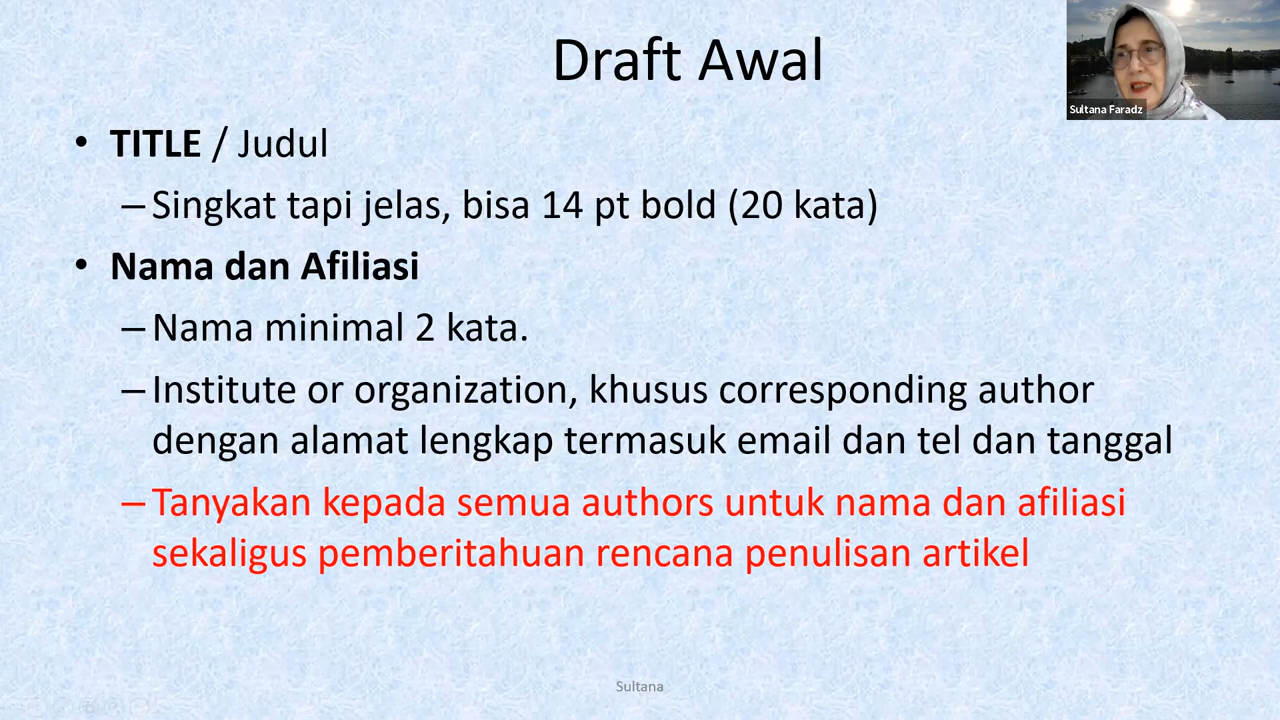 Draft Awal
Sultana Faradz
• TITLE / Judul
– Singkat tapi jelas, bisa 14 pt bold (20 kata)
• Nama dan Afiliasi
– Nama minimal 2 kata.
– Institute or organization, khusus corresponding author
dengan alamat lengkap termasuk email dan tel dan tanggal
– Tanyakan kepada semua authors untuk nama dan afiliasi
sekaligus pemberitahuan rencana penulisan artikel
Sultana